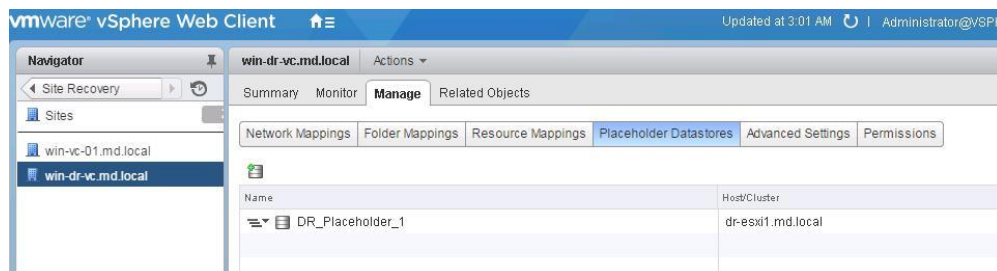 vmware® vSphere Web Client Updated at 3:01 AM | Administrator@VSP
Navigator
win-dr-vc.md.local Actions
Site Recovery
Summary Monitor Manage Related Objects
Sites
Network Mappings Folder Mappings Resource Mappings Placeholder Datastores Advanced Settings Permissions
win-vc-01.md.local
win-dr-vc.md.local
Name Host/Cluster
DR_Placeholder_1 dr-esxi1.md.local